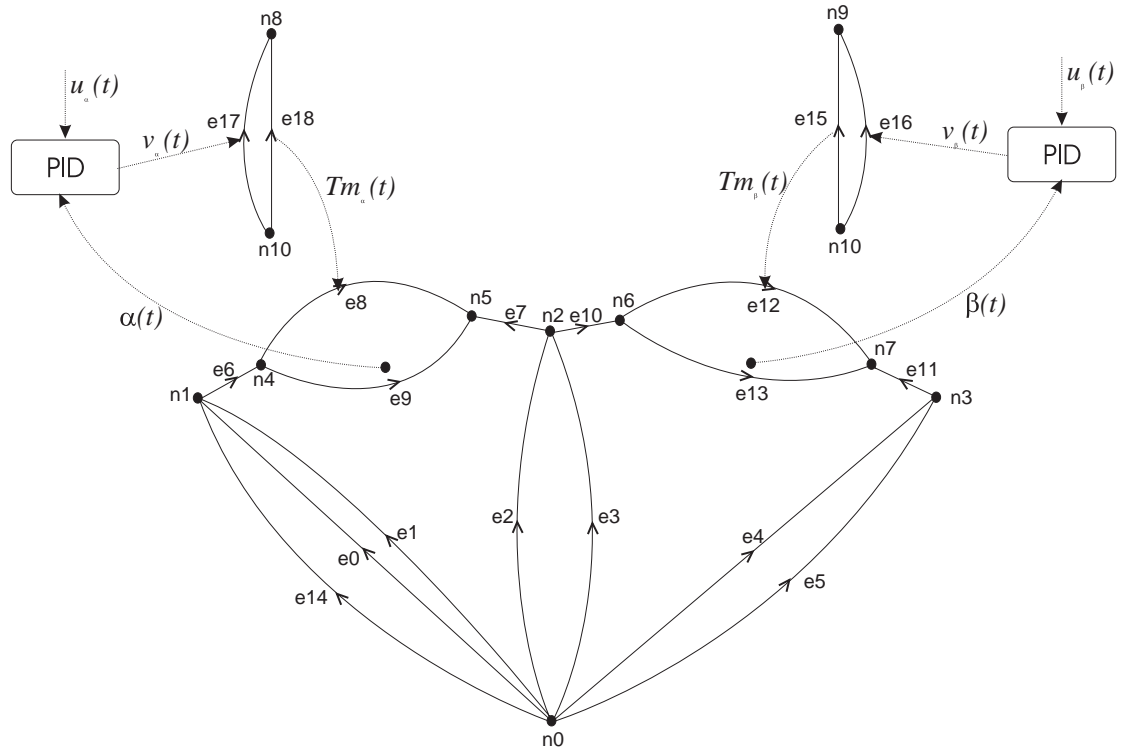 n8
n9
u_α(t)
u_β(t)
e17
e18
e15
e16
v_α(t)
v_β(t)
PID
PID
Tm_α(t)
Tm_β(t)
n10
n10
α(t)
e8
n5
e7
n2
e10
n6
e12
β(t)
n7
e6
n4
e11
n1
e9
e13
n3
e2
e3
e1
e0
e4
e14
e5
n0